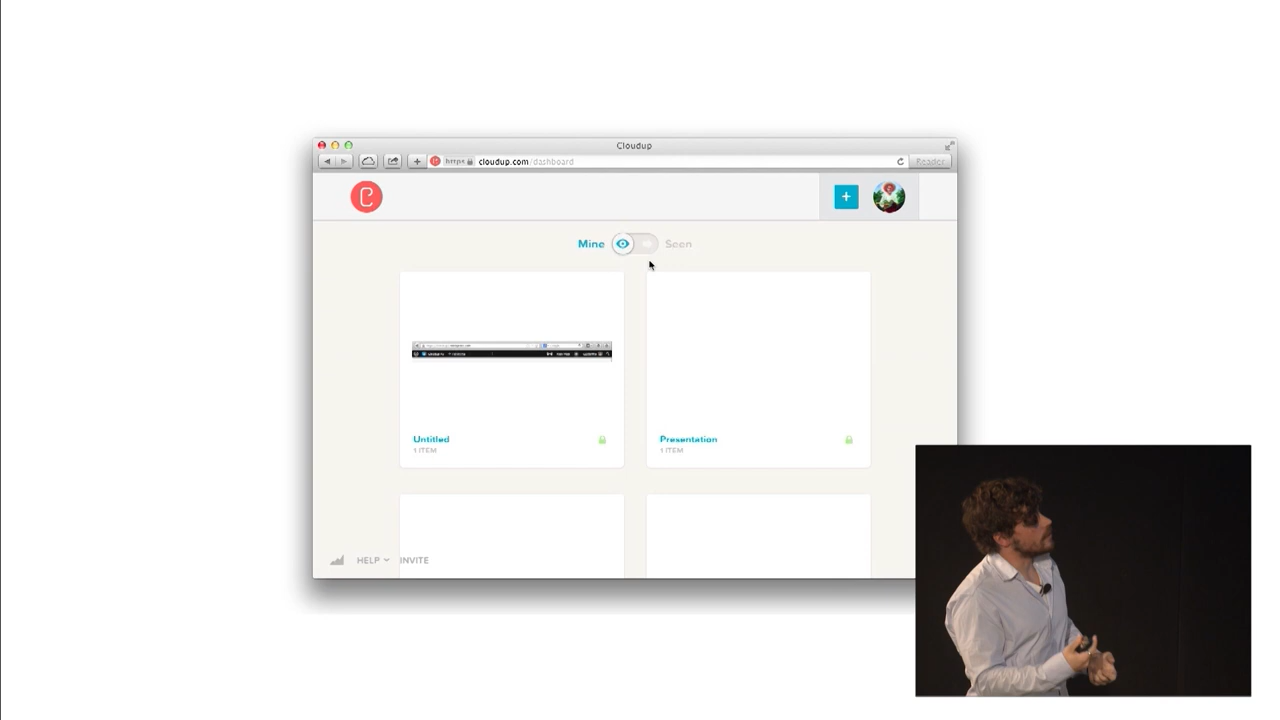 Cloudup
https cloudup.com/dashboard
Reader
C
+
Mine
Seen
Untitled
1 ITEM
Presentation
1 ITEM
HELP
INVITE